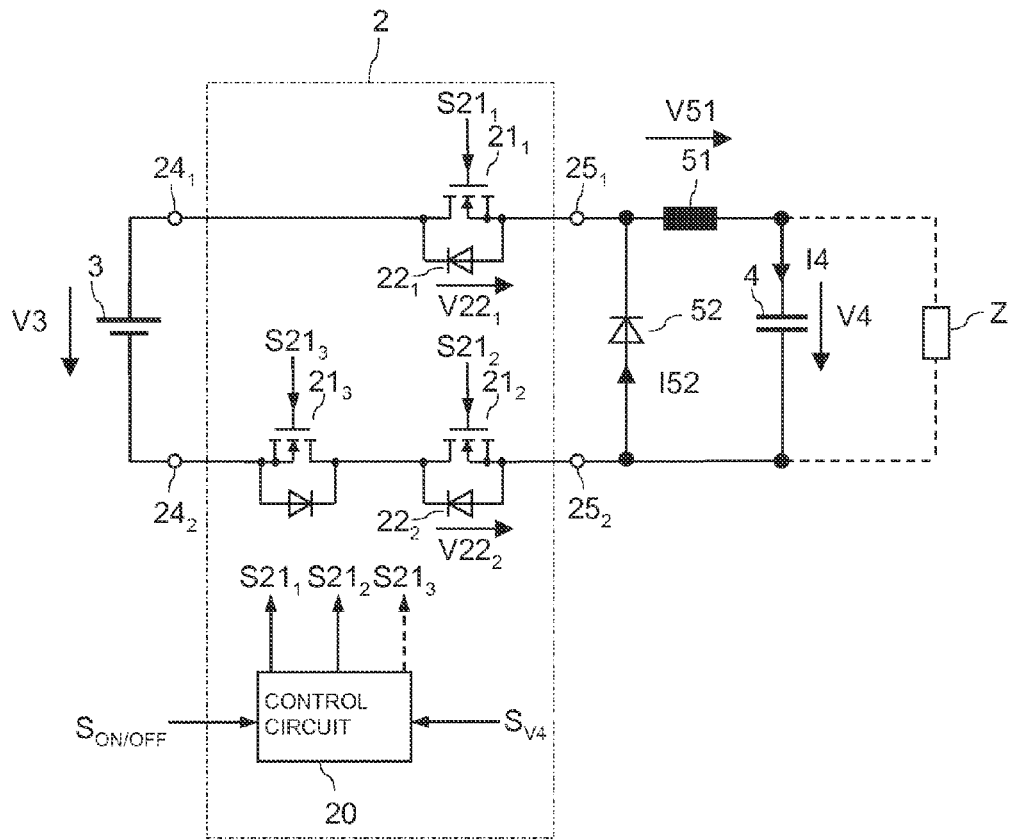 2
S21₁
21₁
V51
51
24₁
25₁
3
22₁
V22₁
V3
52
4
I4
V4
Z
I52
S21₃
21₃
S21₂
21₂
24₂
22₂
V22₂
25₂
S21₁ S21₂ S21₃
CONTROL
CIRCUIT
S_ON/OFF
S_V4
20